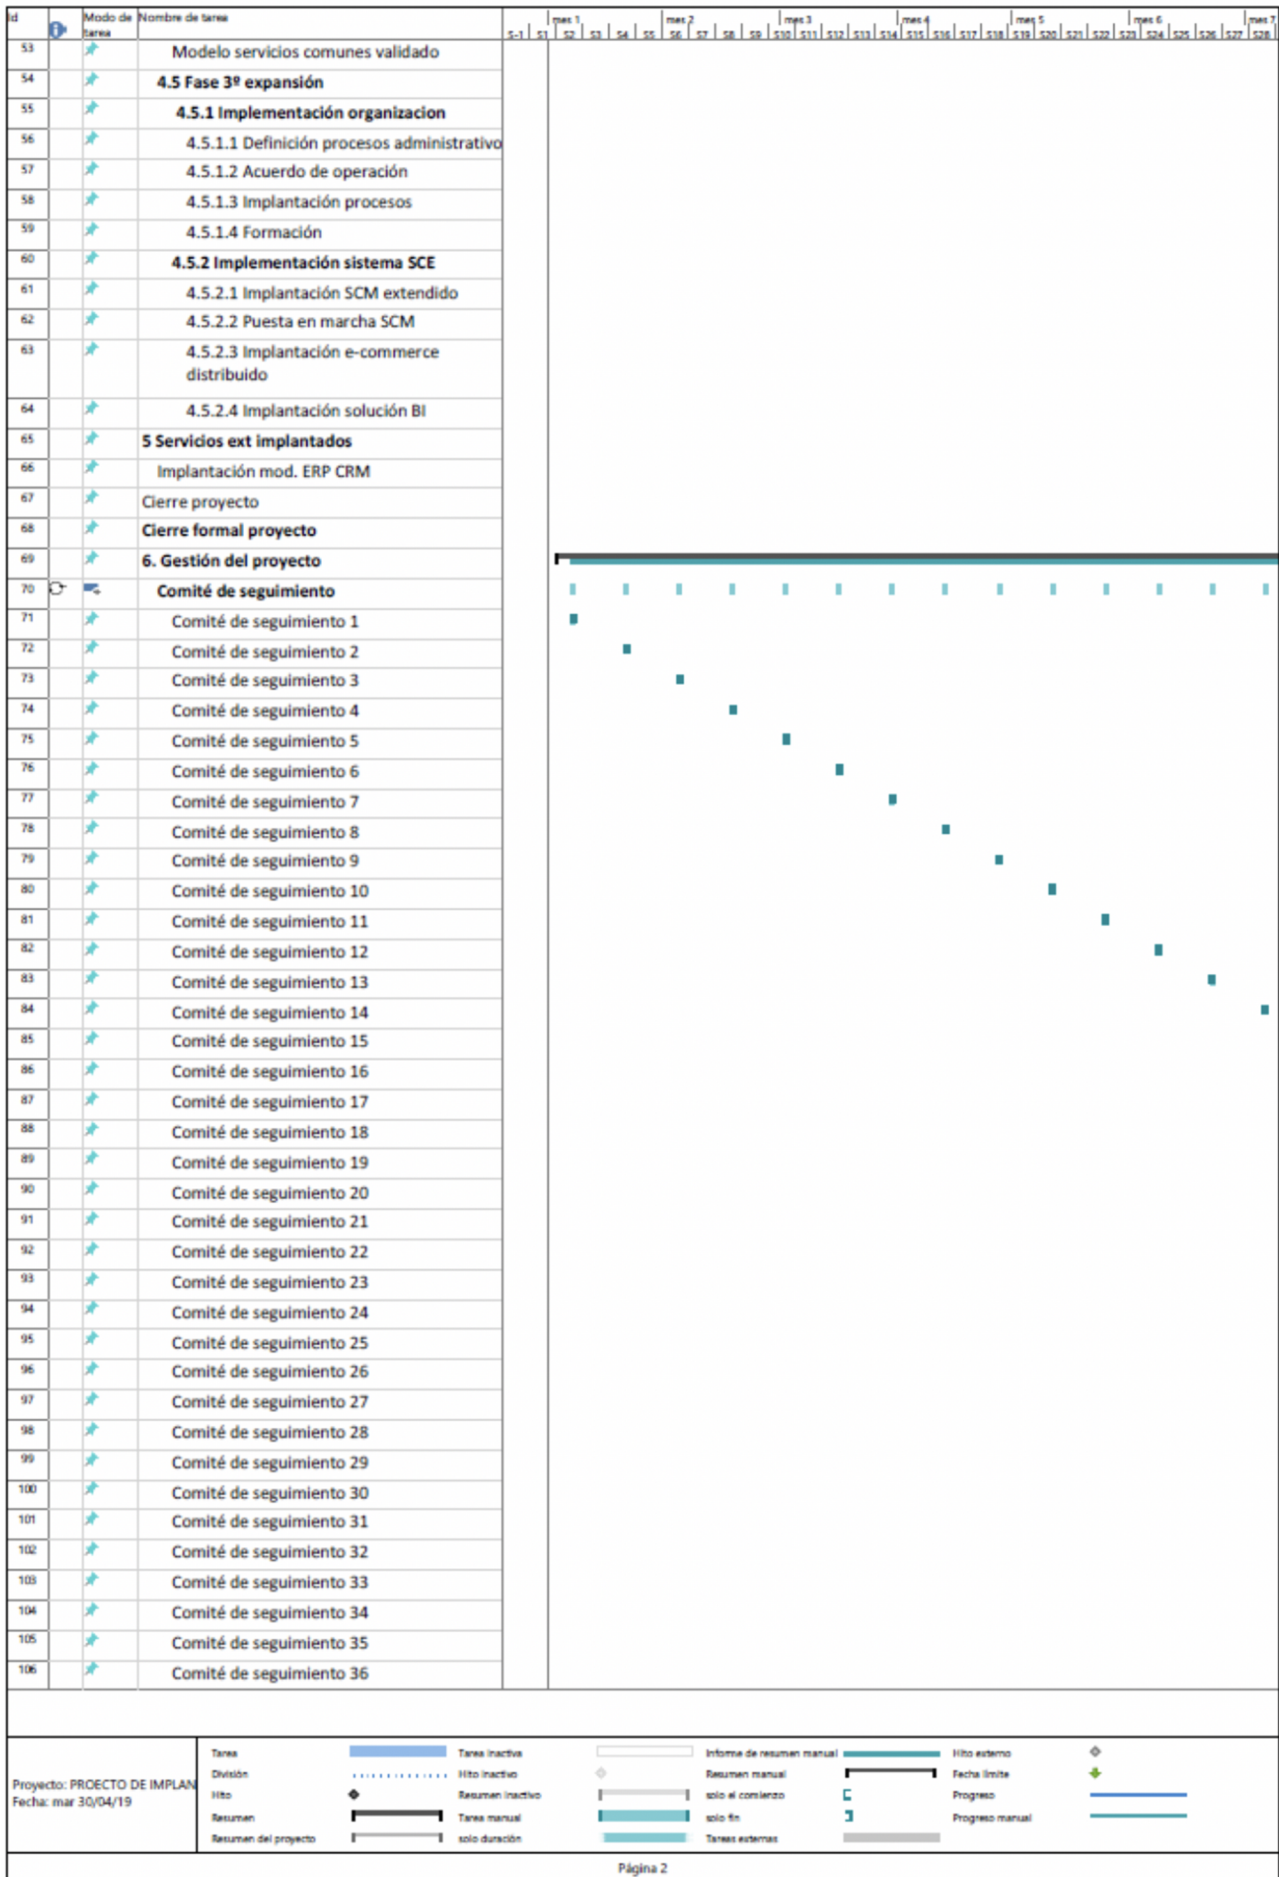 Id Modo de tarea Nombre de tarea
mes 1 mes 2 mes 3 mes 4 mes 5 mes 6 mes 7
S-1 S1 S2 S3 S4 S5 S6 S7 S8 S9 S10 S11 S12 S13 S14 S15 S16 S17 S18 S19 S20 S21 S22 S23 S24 S25 S26 S27 S28
53 Modelo servicios comunes validado
54 4.5 Fase 3º expansión
55 4.5.1 Implementación organizacion
56 4.5.1.1 Definición procesos administrativo
57 4.5.1.2 Acuerdo de operación
58 4.5.1.3 Implantación procesos
59 4.5.1.4 Formación
60 4.5.2 Implementación sistema SCE
61 4.5.2.1 Implantación SCM extendido
62 4.5.2.2 Puesta en marcha SCM
63 4.5.2.3 Implantación e-commerce
distribuido
64 4.5.2.4 Implantación solución BI
65 5 Servicios ext implantados
66 Implantación mod. ERP CRM
67 Cierre proyecto
68 Cierre formal proyecto
69 6. Gestión del proyecto
70 Comité de seguimiento
71 Comité de seguimiento 1
72 Comité de seguimiento 2
73 Comité de seguimiento 3
74 Comité de seguimiento 4
75 Comité de seguimiento 5
76 Comité de seguimiento 6
77 Comité de seguimiento 7
78 Comité de seguimiento 8
79 Comité de seguimiento 9
80 Comité de seguimiento 10
81 Comité de seguimiento 11
82 Comité de seguimiento 12
83 Comité de seguimiento 13
84 Comité de seguimiento 14
85 Comité de seguimiento 15
86 Comité de seguimiento 16
87 Comité de seguimiento 17
88 Comité de seguimiento 18
89 Comité de seguimiento 19
90 Comité de seguimiento 20
91 Comité de seguimiento 21
92 Comité de seguimiento 22
93 Comité de seguimiento 23
94 Comité de seguimiento 24
95 Comité de seguimiento 25
96 Comité de seguimiento 26
97 Comité de seguimiento 27
98 Comité de seguimiento 28
99 Comité de seguimiento 29
100 Comité de seguimiento 30
101 Comité de seguimiento 31
102 Comité de seguimiento 32
103 Comité de seguimiento 33
104 Comité de seguimiento 34
105 Comité de seguimiento 35
106 Comité de seguimiento 36
Proyecto: PROECTO DE IMPLAN
Fecha: mar 30/04/19
Tarea Tarea inactiva Informe de resumen manual Hito externo
División Hito inactivo Resumen manual Fecha límite
Hito Resumen inactivo solo el comienzo Progreso
Resumen Tarea manual solo fin Progreso manual
Resumen del proyecto solo duración Tareas externas
Página 2